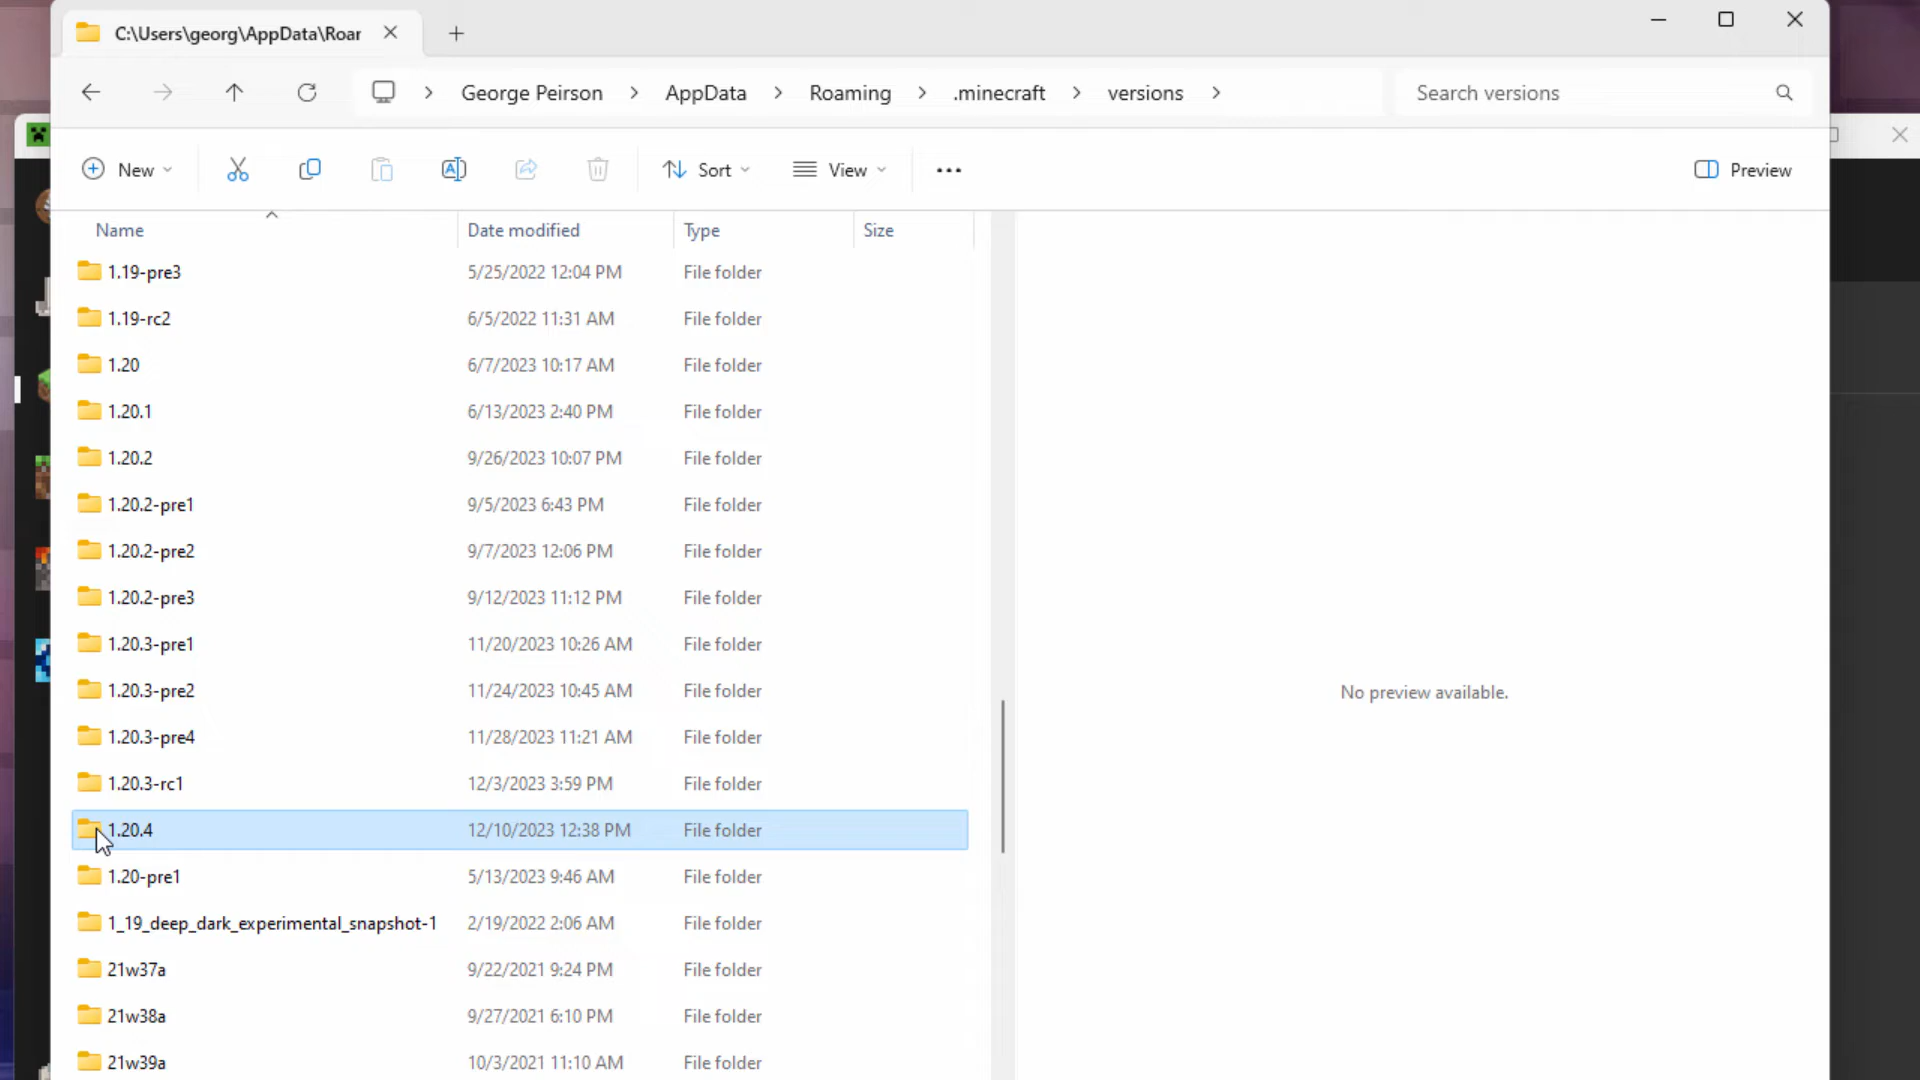 C:\Users\georg\AppData\Roar
George Peirson > AppData > Roaming > .minecraft > versions >
Search versions
New
Sort
View
Preview
Name Date modified Type Size
1.19-pre3 5/25/2022 12:04 PM File folder
1.19-rc2 6/5/2022 11:31 AM File folder
1.20 6/7/2023 10:17 AM File folder
1.20.1 6/13/2023 2:40 PM File folder
1.20.2 9/26/2023 10:07 PM File folder
1.20.2-pre1 9/5/2023 6:43 PM File folder
1.20.2-pre2 9/7/2023 12:06 PM File folder
1.20.2-pre3 9/12/2023 11:12 PM File folder
1.20.3-pre1 11/20/2023 10:26 AM File folder
1.20.3-pre2 11/24/2023 10:45 AM File folder
1.20.3-pre4 11/28/2023 11:21 AM File folder
1.20.3-rc1 12/3/2023 3:59 PM File folder
1.20.4 12/10/2023 12:38 PM File folder
1.20-pre1 5/13/2023 9:46 AM File folder
1_19_deep_dark_experimental_snapshot-1 2/19/2022 2:06 AM File folder
21w37a 9/22/2021 9:24 PM File folder
21w38a 9/27/2021 6:10 PM File folder
21w39a 10/3/2021 11:10 AM File folder
No preview available.